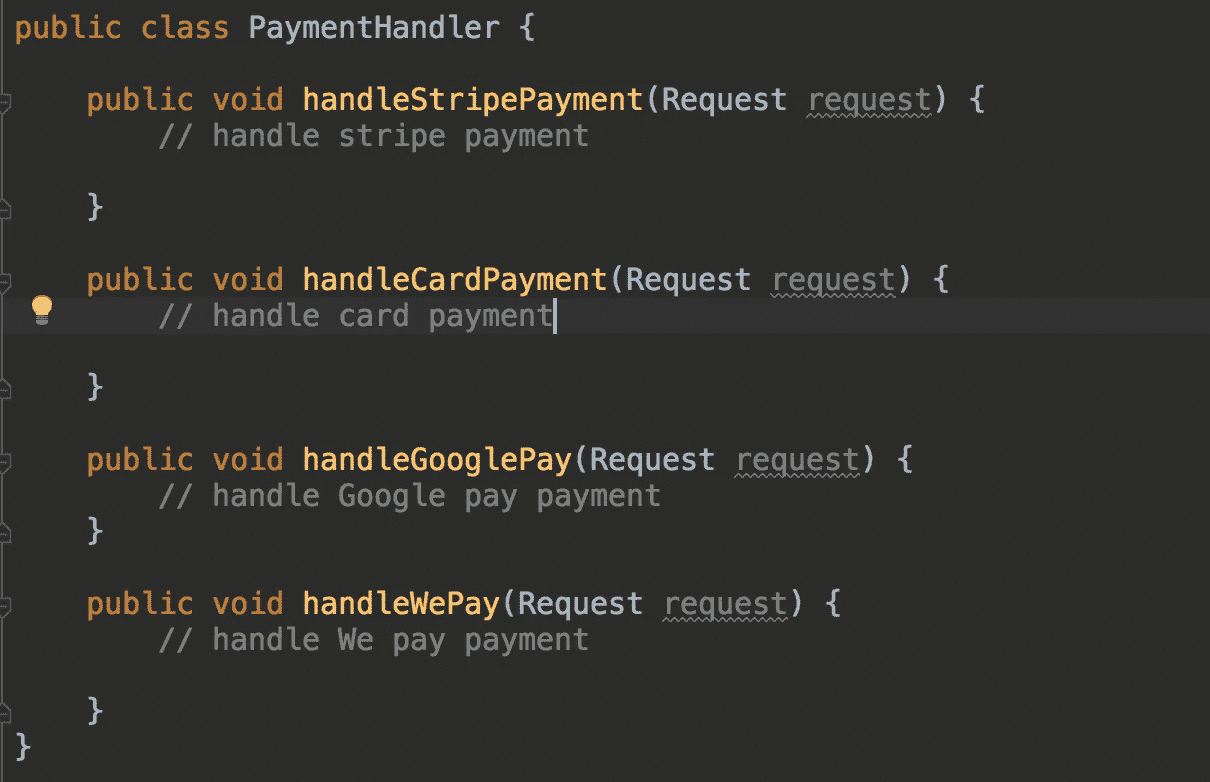 public class PaymentHandler {
public void handleStripePayment(Request request) {
// handle stripe payment
}
public void handleCardPayment(Request request) {
// handle card payment
}
public void handleGooglePay(Request request) {
// handle Google pay payment
}
public void handleWePay(Request request) {
// handle We pay payment
}
}